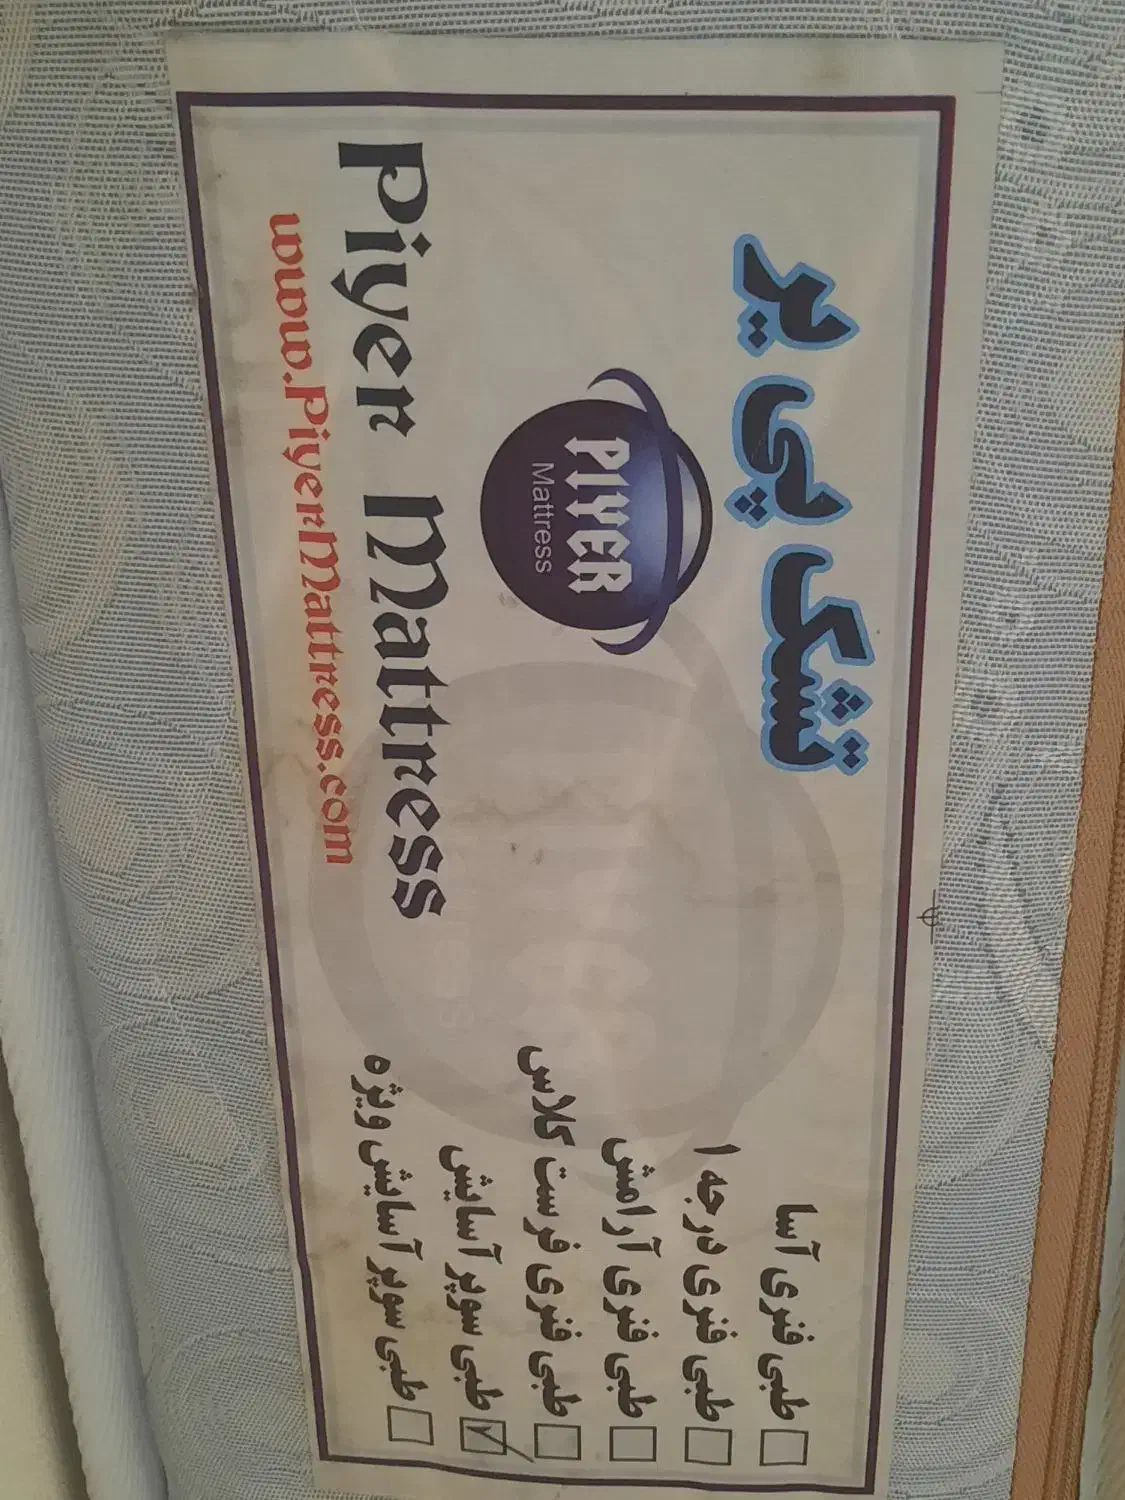 تشک پی یر
PIYER
Mattress
Piyer Mattress
www.PiyerMattress.com
طبی فنری آسا
طبی فنری درجه ۱
طبی فنری آرامش
طبی فنری فرست کلاس
طبی سوپر آسایش
طبی سوپر آسایش ویژه